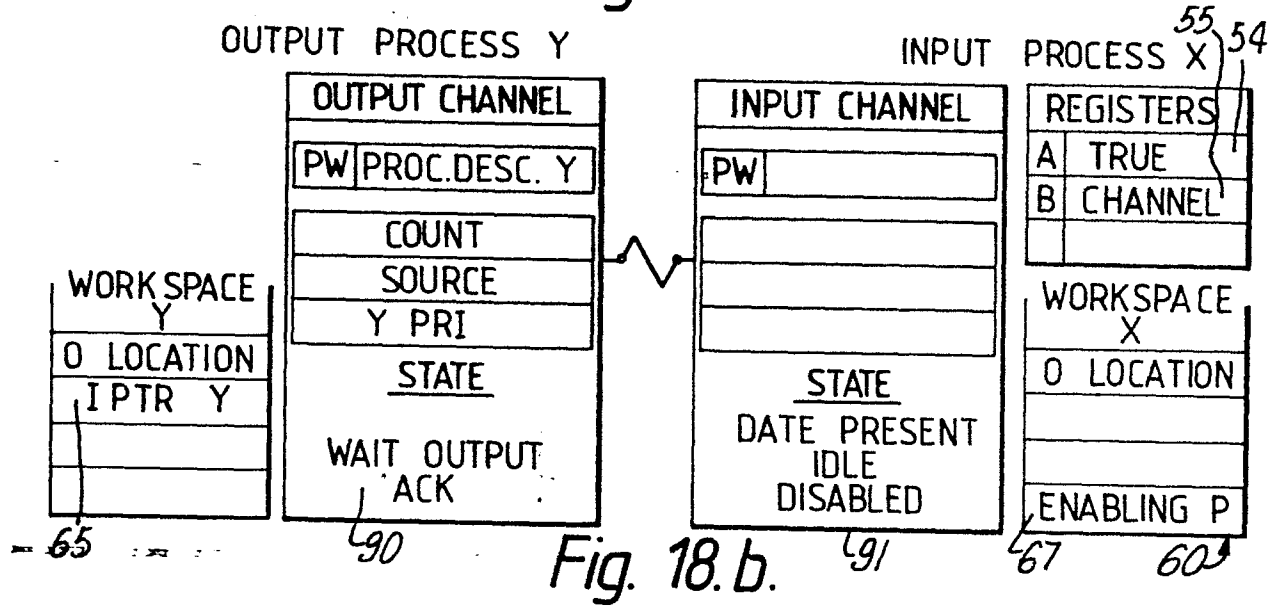 OUTPUT PROCESS Y
INPUT PROCESS X
55
54
OUTPUT CHANNEL
PW PROC.DESC. Y
COUNT
SOURCE
Y PRI
STATE
WAIT OUTPUT
ACK
90
WORKSPACE
Y
O LOCATION
I PTR Y
65
INPUT CHANNEL
PW
STATE
DATE PRESENT
IDLE
DISABLED
91
REGISTERS
A TRUE
B CHANNEL
WORKSPACE
X
O LOCATION
ENABLING P
67
60
Fig. 18.b.